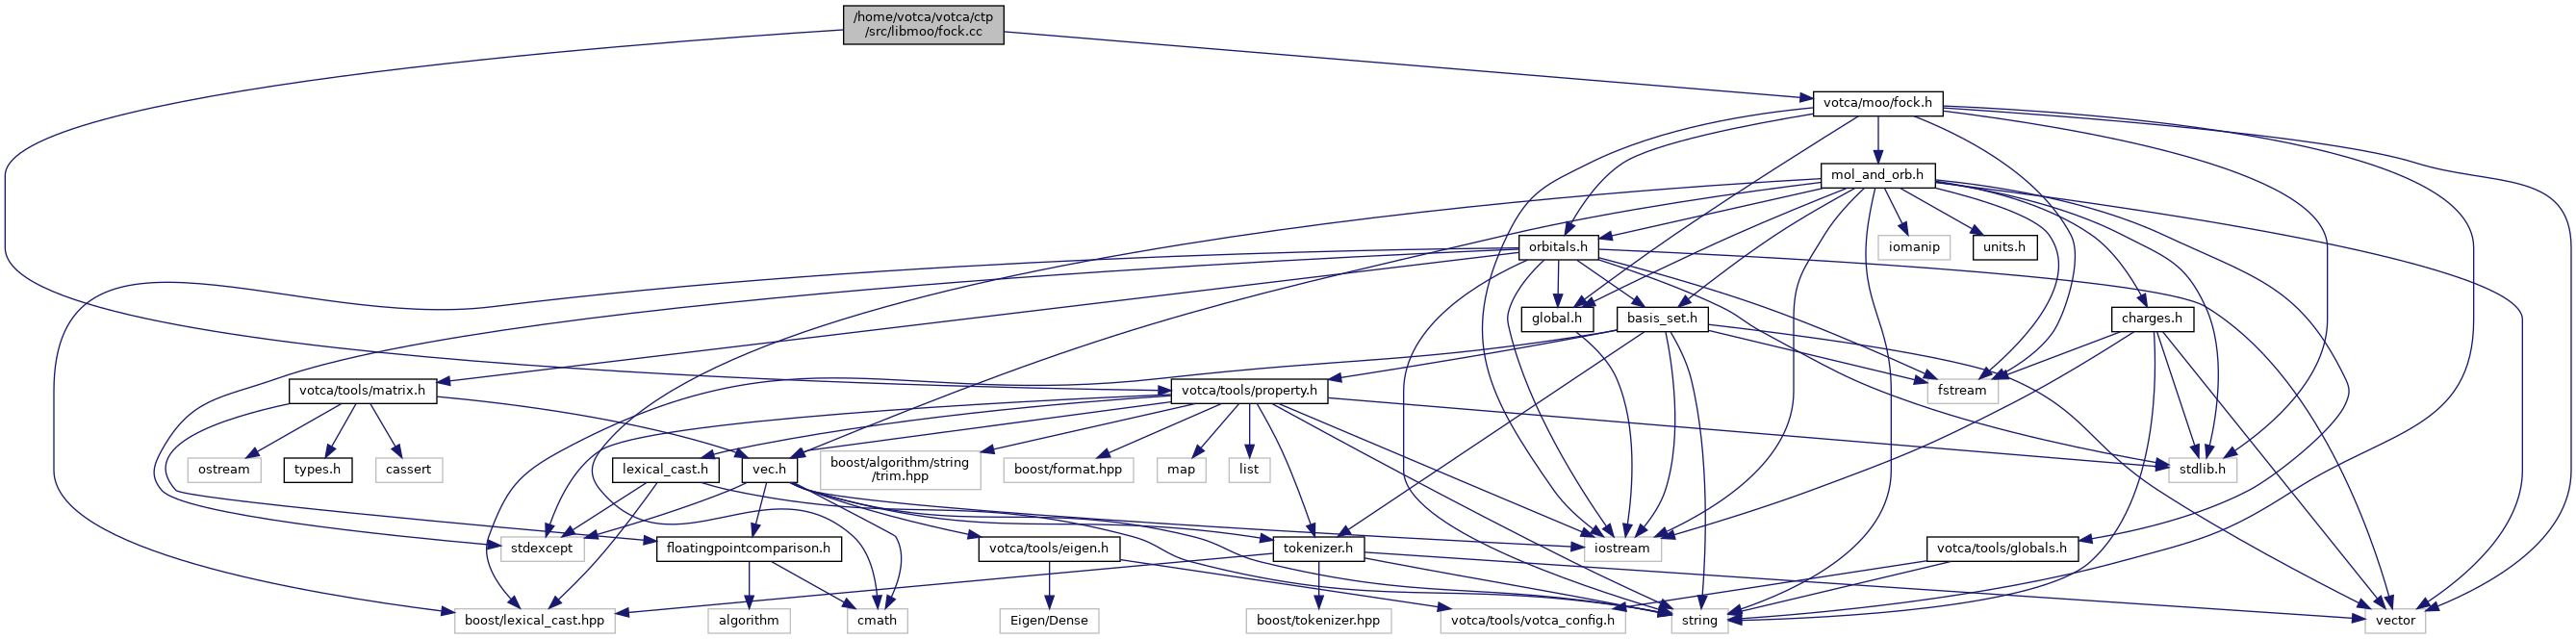 /home/votca/votca/ctp
/src/libmoo/fock.cc
votca/moo/fock.h
mol_and_orb.h
orbitals.h
iomanip
units.h
global.h
basis_set.h
charges.h
votca/tools/matrix.h
votca/tools/property.h
fstream
ostream
types.h
cassert
lexical_cast.h
vec.h
boost/algorithm/string
/trim.hpp
boost/format.hpp
map
list
stdlib.h
stdexcept
floatingpointcomparison.h
votca/tools/eigen.h
tokenizer.h
iostream
votca/tools/globals.h
boost/lexical_cast.hpp
algorithm
cmath
Eigen/Dense
boost/tokenizer.hpp
votca/tools/votca_config.h
string
vector